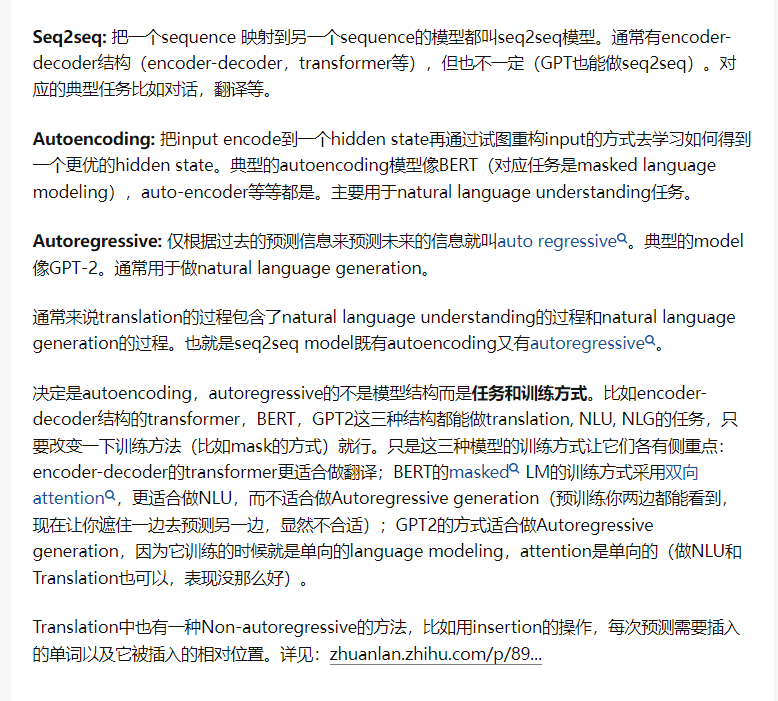 Seq2seq: 把一个sequence 映射到另一个sequence的模型都叫seq2seq模型。通常有encoder-
decoder结构（encoder-decoder，transformer等），但也不一定（GPT也能做seq2seq）。对
应的典型任务比如对话，翻译等。
Autoencoding: 把input encode到一个hidden state再通过试图重构input的方式去学习如何得到
一个更优的hidden state。典型的autoencoding模型像BERT（对应任务是masked language
modeling），auto-encoder等等都是。主要用于natural language understanding任务。
Autoregressive: 仅根据过去的预测信息来预测未来的信息就叫auto regressive。典型的model
像GPT-2。通常用于做natural language generation。
通常来说translation的过程包含了natural language understanding的过程和natural language
generation的过程。也就是seq2seq model既有autoencoding又有autoregressive。
决定是autoencoding，autoregressive的不是模型结构而是任务和训练方式。比如encoder-
decoder结构的transformer，BERT，GPT2这三种结构都能做translation, NLU, NLG的任务，只
要改变一下训练方法（比如mask的方式）就行。只是这三种模型的训练方式让它们各有侧重点：
encoder-decoder的transformer更适合做翻译；BERT的masked LM的训练方式采用双向
attention，更适合做NLU，而不适合做Autoregressive generation（预训练你两边都能看到，
现在让你遮住一边去预测另一边，显然不合适）；GPT2的方式适合做Autoregressive
generation，因为它训练的时候就是单向的language modeling，attention是单向的（做NLU和
Translation也可以，表现没那么好）。
Translation中也有一种Non-autoregressive的方法，比如用insertion的操作，每次预测需要插入
的单词以及它被插入的相对位置。详见：zhuanlan.zhihu.com/p/89...